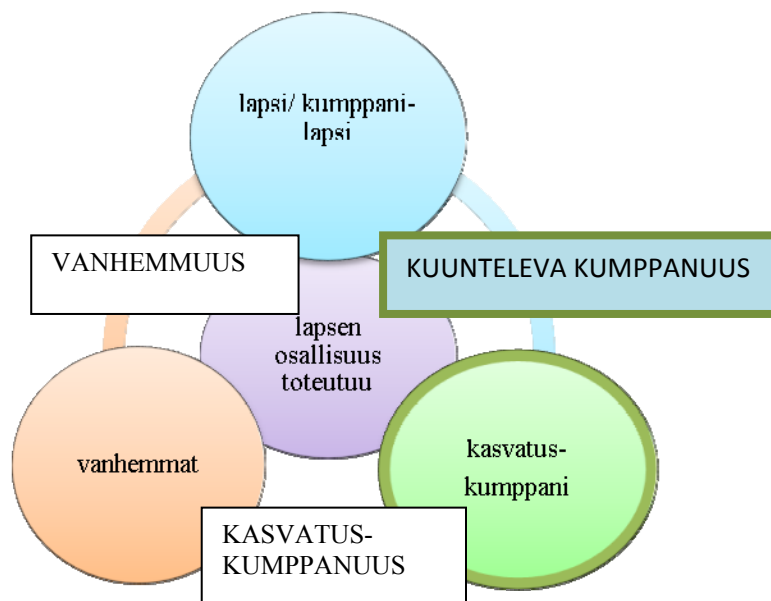 lapsi/ kumppani-
lapsi
VANHEMMUUS
KUUNTELEVA KUMPPANUUS
lapsen
osallisuus
toteutuu
vanhemmat
kasvatus-
kumppani
KASVATUS-
KUMPPANUUS